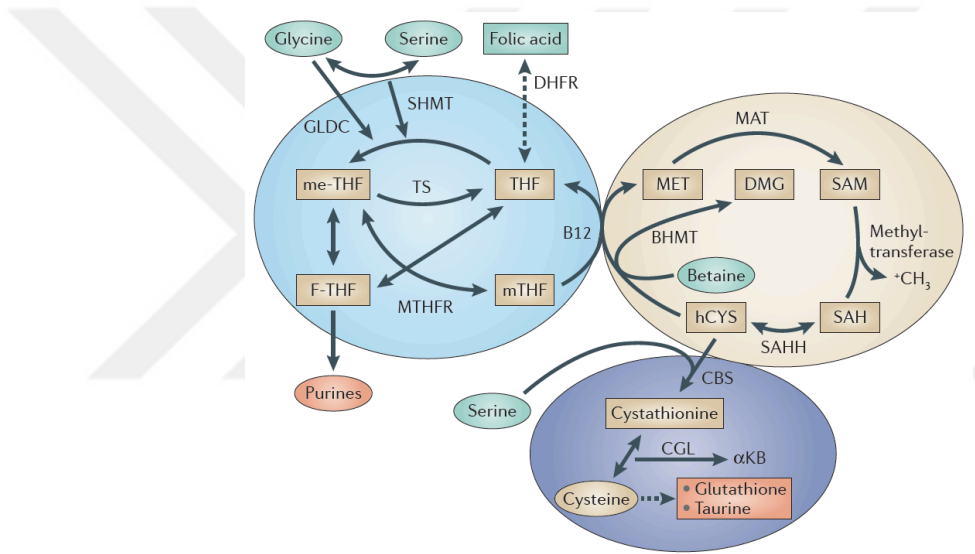 Glycine
Serine
Folic acid
DHFR
SHMT
GLDC
MAT
me-THF
TS
THF
MET
DMG
SAM
B12
BHMT
Methyl-
transferase
Betaine
⁺CH₃
F-THF
MTHFR
mTHF
hCYS
SAH
SAHH
Purines
CBS
Serine
Cystathionine
CGL
αKB
Cysteine
• Glutathione
• Taurine